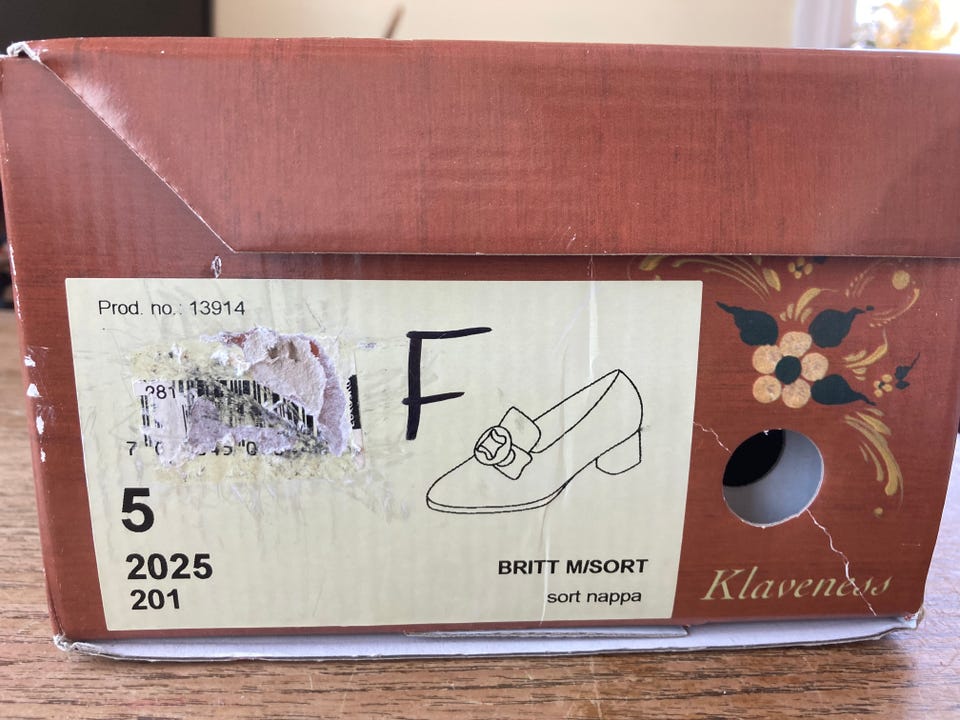 Prod. no.: 13914
F
5
2025
201
BRITT M/SORT
sort nappa
Klaveness